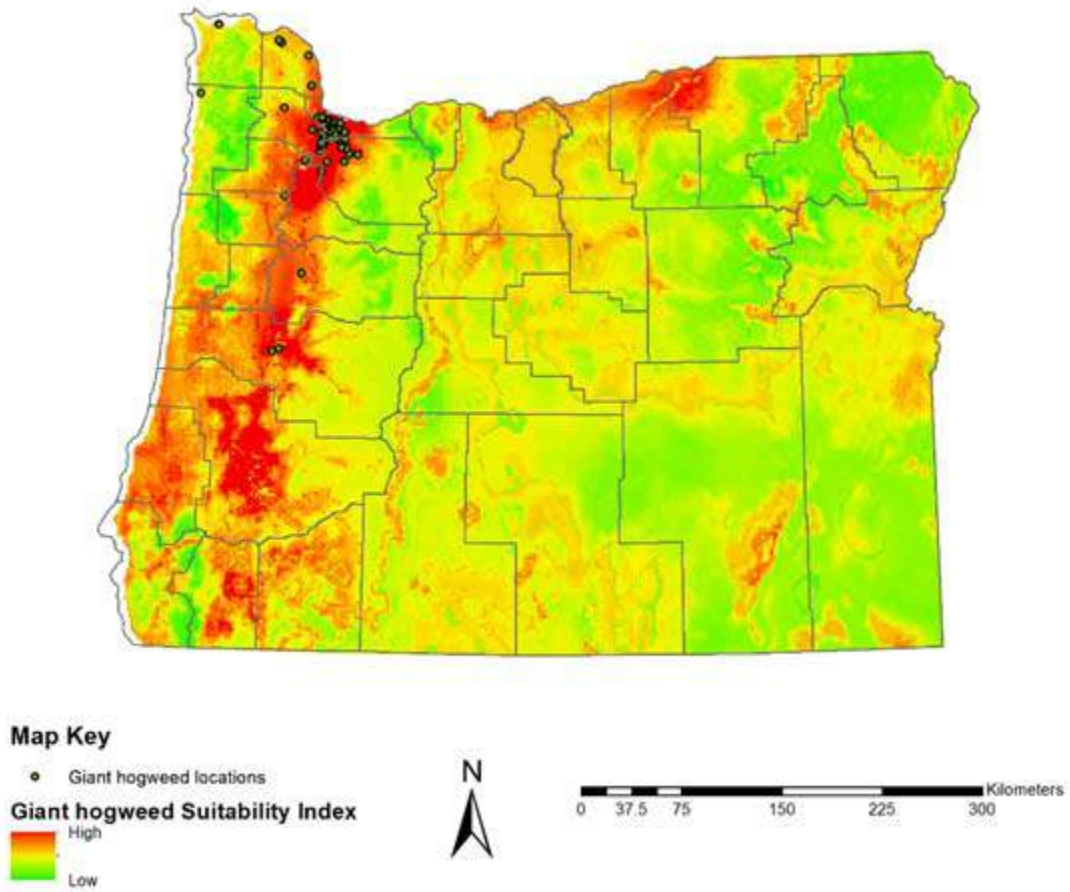 Map Key
Giant hogweed locations
Giant hogweed Suitability Index
High
Low
N
Kilometers
0 37.5 75 150 225 300